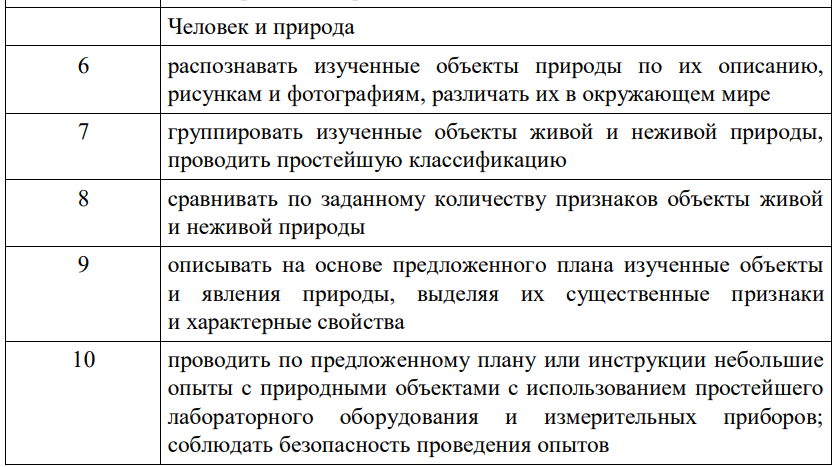 Человек и природа
6
распознавать изученные объекты природы по их описанию,
рисункам и фотографиям, различать их в окружающем мире
7
группировать изученные объекты живой и неживой природы,
проводить простейшую классификацию
8
сравнивать по заданному количеству признаков объекты живой
и неживой природы
9
описывать на основе предложенного плана изученные объекты
и явления природы, выделяя их существенные признаки
и характерные свойства
10
проводить по предложенному плану или инструкции небольшие
опыты с природными объектами с использованием простейшего
лабораторного оборудования и измерительных приборов;
соблюдать безопасность проведения опытов